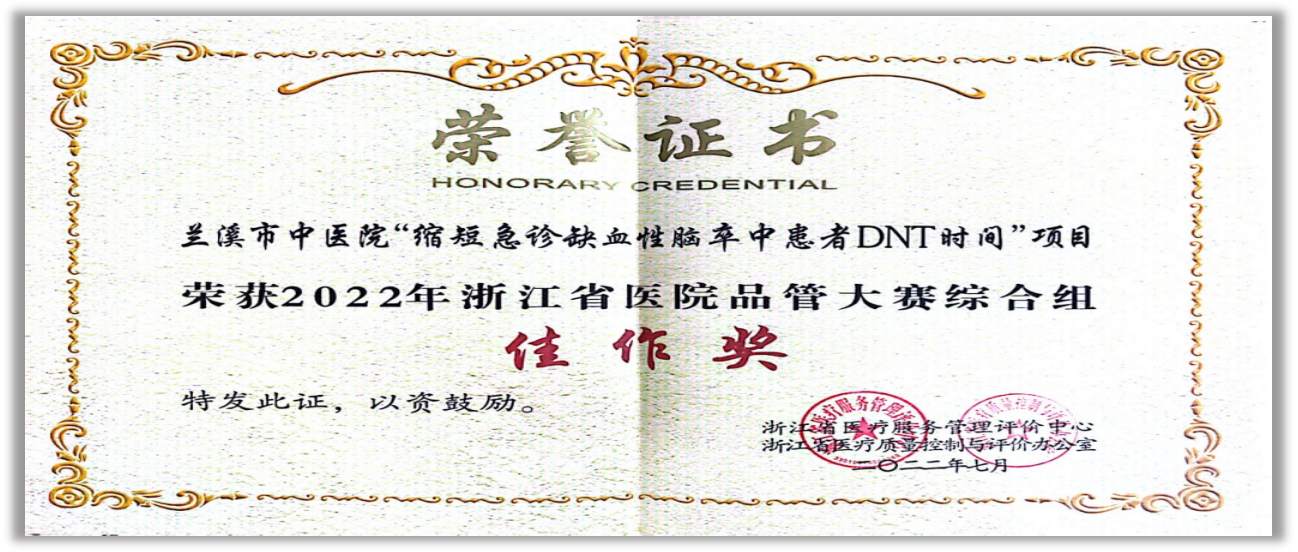 荣誉证书
HONORARY CREDENTIAL
兰溪市中医院“缩短急诊缺血性脑卒中患者DNT时间”项目
荣获2022年浙江省医院品管大赛综合组
佳作奖
特发此证，以资鼓励。
浙江省医疗服务管理评价中心
浙江省医疗质量控制与评价办公室
二〇二二年七月